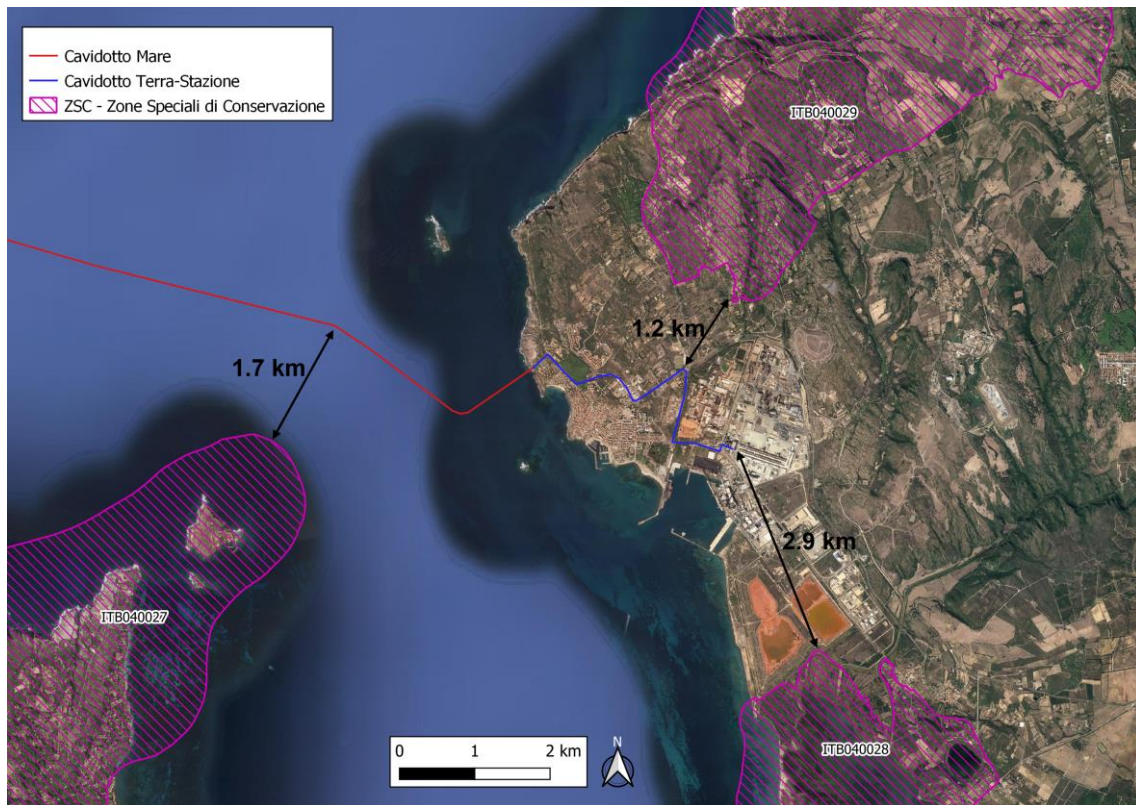 Cavidotto Mare
Cavidotto Terra-Stazione
ZSC - Zone Speciali di Conservazione
ITB040029
1.2 km
1.7 km
2.9 km
ITB040027
ITB040028
0 1 2 km
N